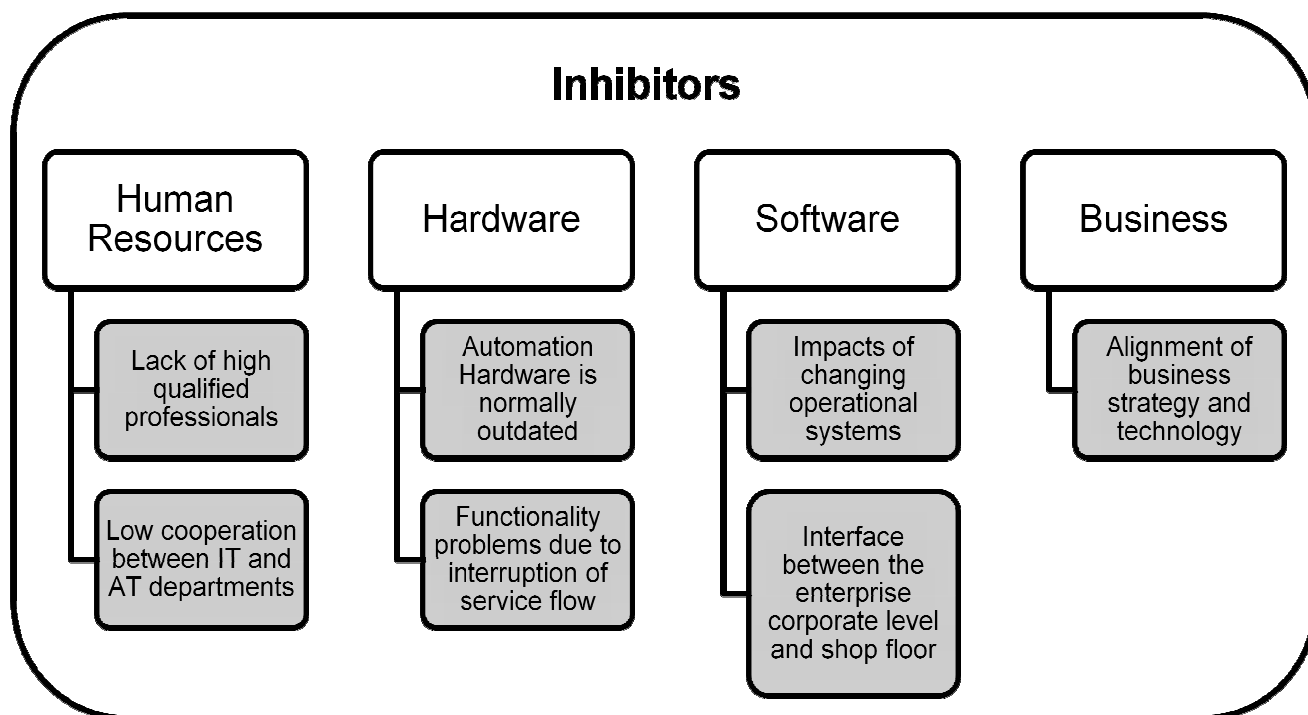 Inhibitors
Human
Resources
Lack of high
qualified
professionals
Low cooperation
between IT and
AT departments
Hardware
Automation
Hardware is
normally
outdated
Functionality
problems due to
interruption of
service flow
Software
Impacts of
changing
operational
systems
Interface
between the
enterprise
corporate level
and shop floor
Business
Alignment of
business
strategy and
technology